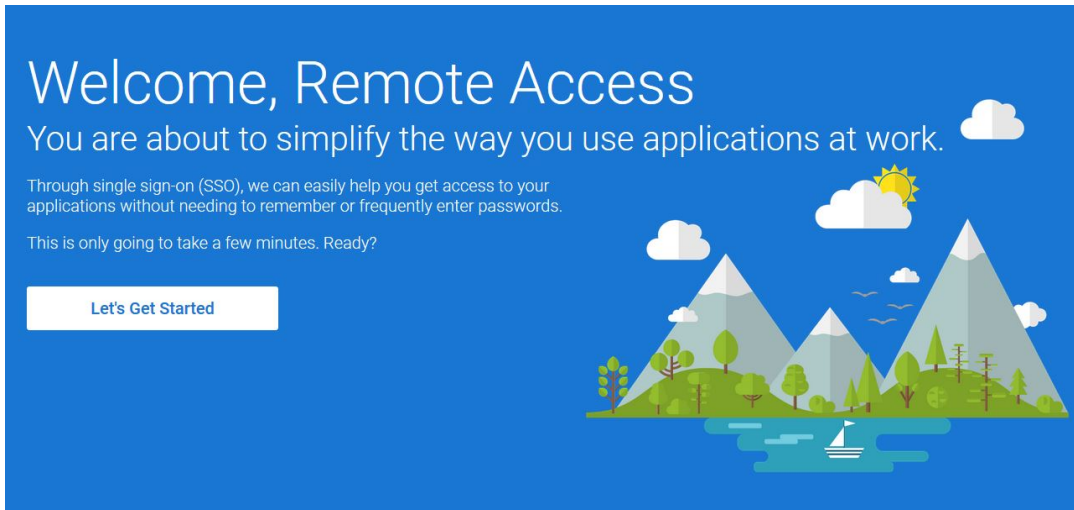 Welcome, Remote Access
You are about to simplify the way you use applications at work.
Through single sign-on (SSO), we can easily help you get access to your
applications without needing to remember or frequently enter passwords.
This is only going to take a few minutes. Ready?
Let's Get Started